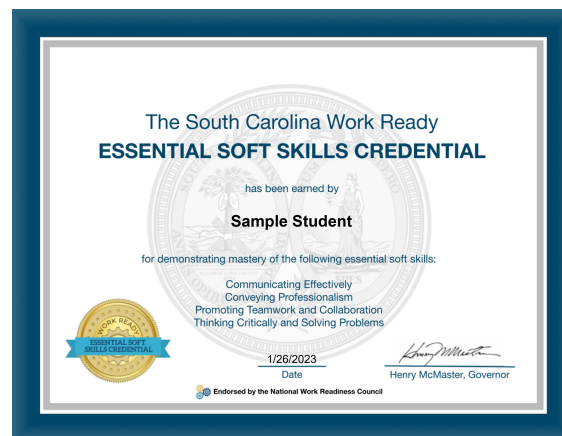 The South Carolina Work Ready
ESSENTIAL SOFT SKILLS CREDENTIAL
has been earned by
Sample Student
for demonstrating mastery of the following essential soft skills:
Communicating Effectively
Conveying Professionalism
Promoting Teamwork and Collaboration
Thinking Critically and Solving Problems
WORK READY
ESSENTIAL SOFT
SKILLS CREDENTIAL
1/26/2023
Date
Henry McMaster, Governor
Endorsed by the National Work Readiness Council